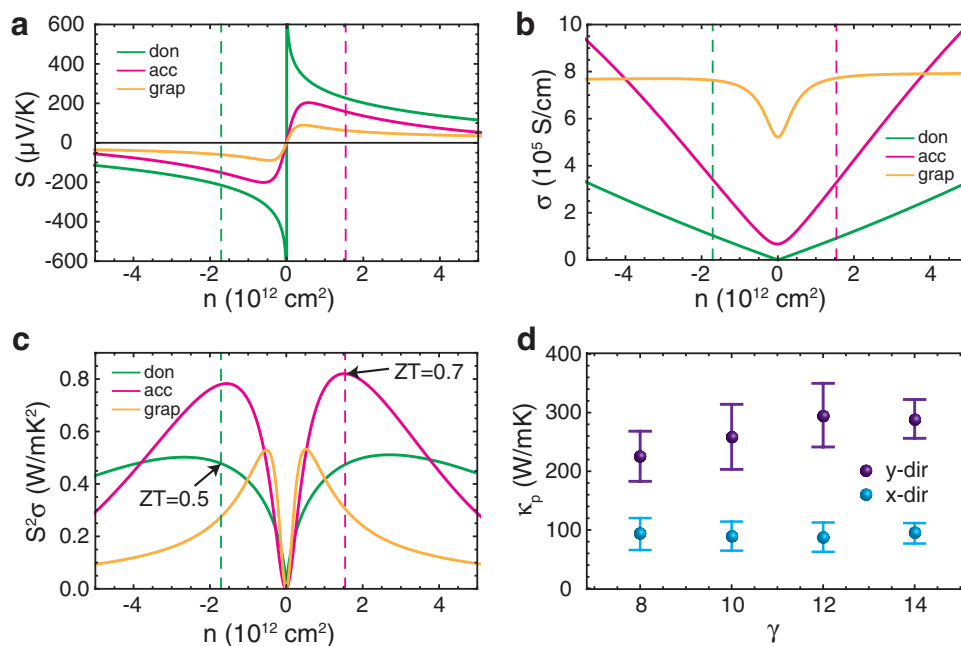 a
600
400
200
0
-200
-400
-600
S (μV/K)
don
acc
grap
-4
-2
0
2
4
n (10¹² cm²)
b
10
8
6
4
2
0
σ (10⁵ S/cm)
don
acc
grap
-4
-2
0
2
4
n (10¹² cm²)
c
0.8
0.6
0.4
0.2
0.0
S²σ (W/mK²)
don
acc
grap
ZT=0.7
ZT=0.5
-4
-2
0
2
4
n (10¹² cm²)
d
400
300
200
100
0
κp (W/mK)
y-dir
x-dir
8
10
12
14
γ